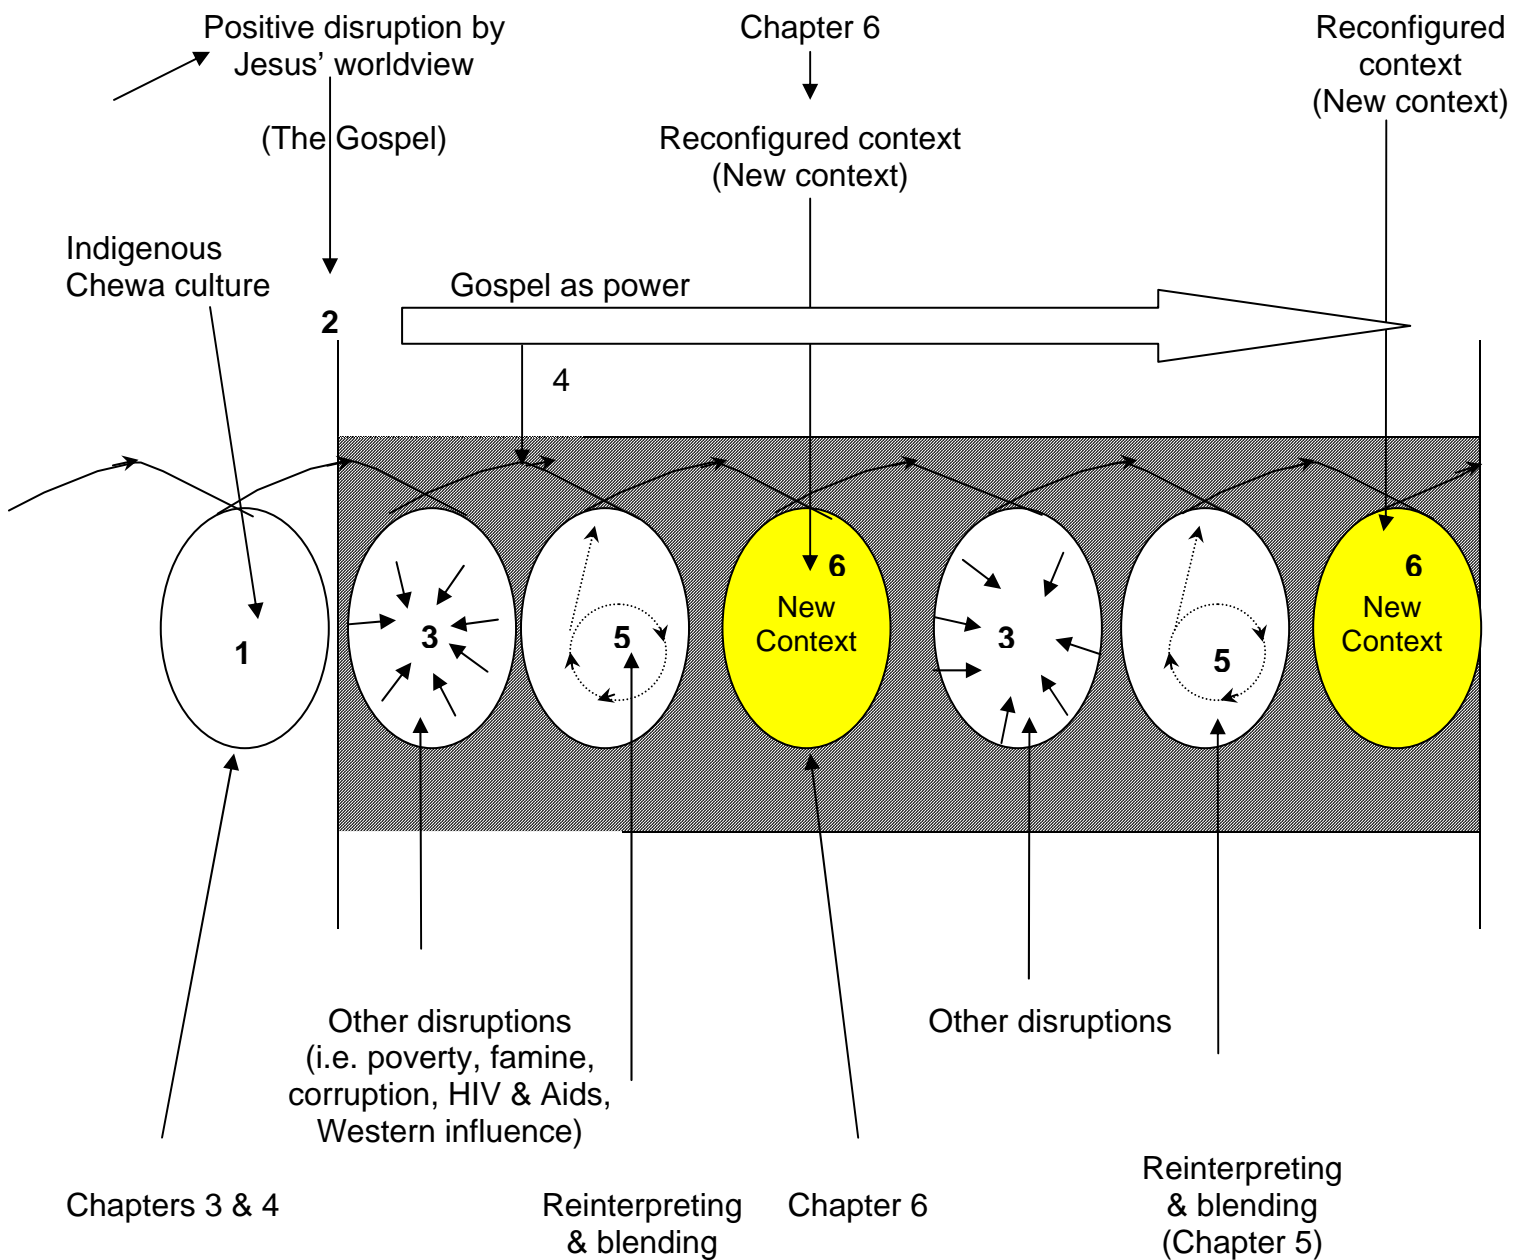 Positive disruption by
Jesus’ worldview
(The Gospel)
Chapter 6
Reconfigured context
(New context)
Reconfigured
context
(New context)
Indigenous
Chewa culture
2
Gospel as power
4
1
3
5
6
New
Context
3
5
6
New
Context
Other disruptions
(i.e. poverty, famine,
corruption, HIV & Aids,
Western influence)
Other disruptions
Chapters 3 & 4
Reinterpreting
& blending
Chapter 6
Reinterpreting
& blending
(Chapter 5)